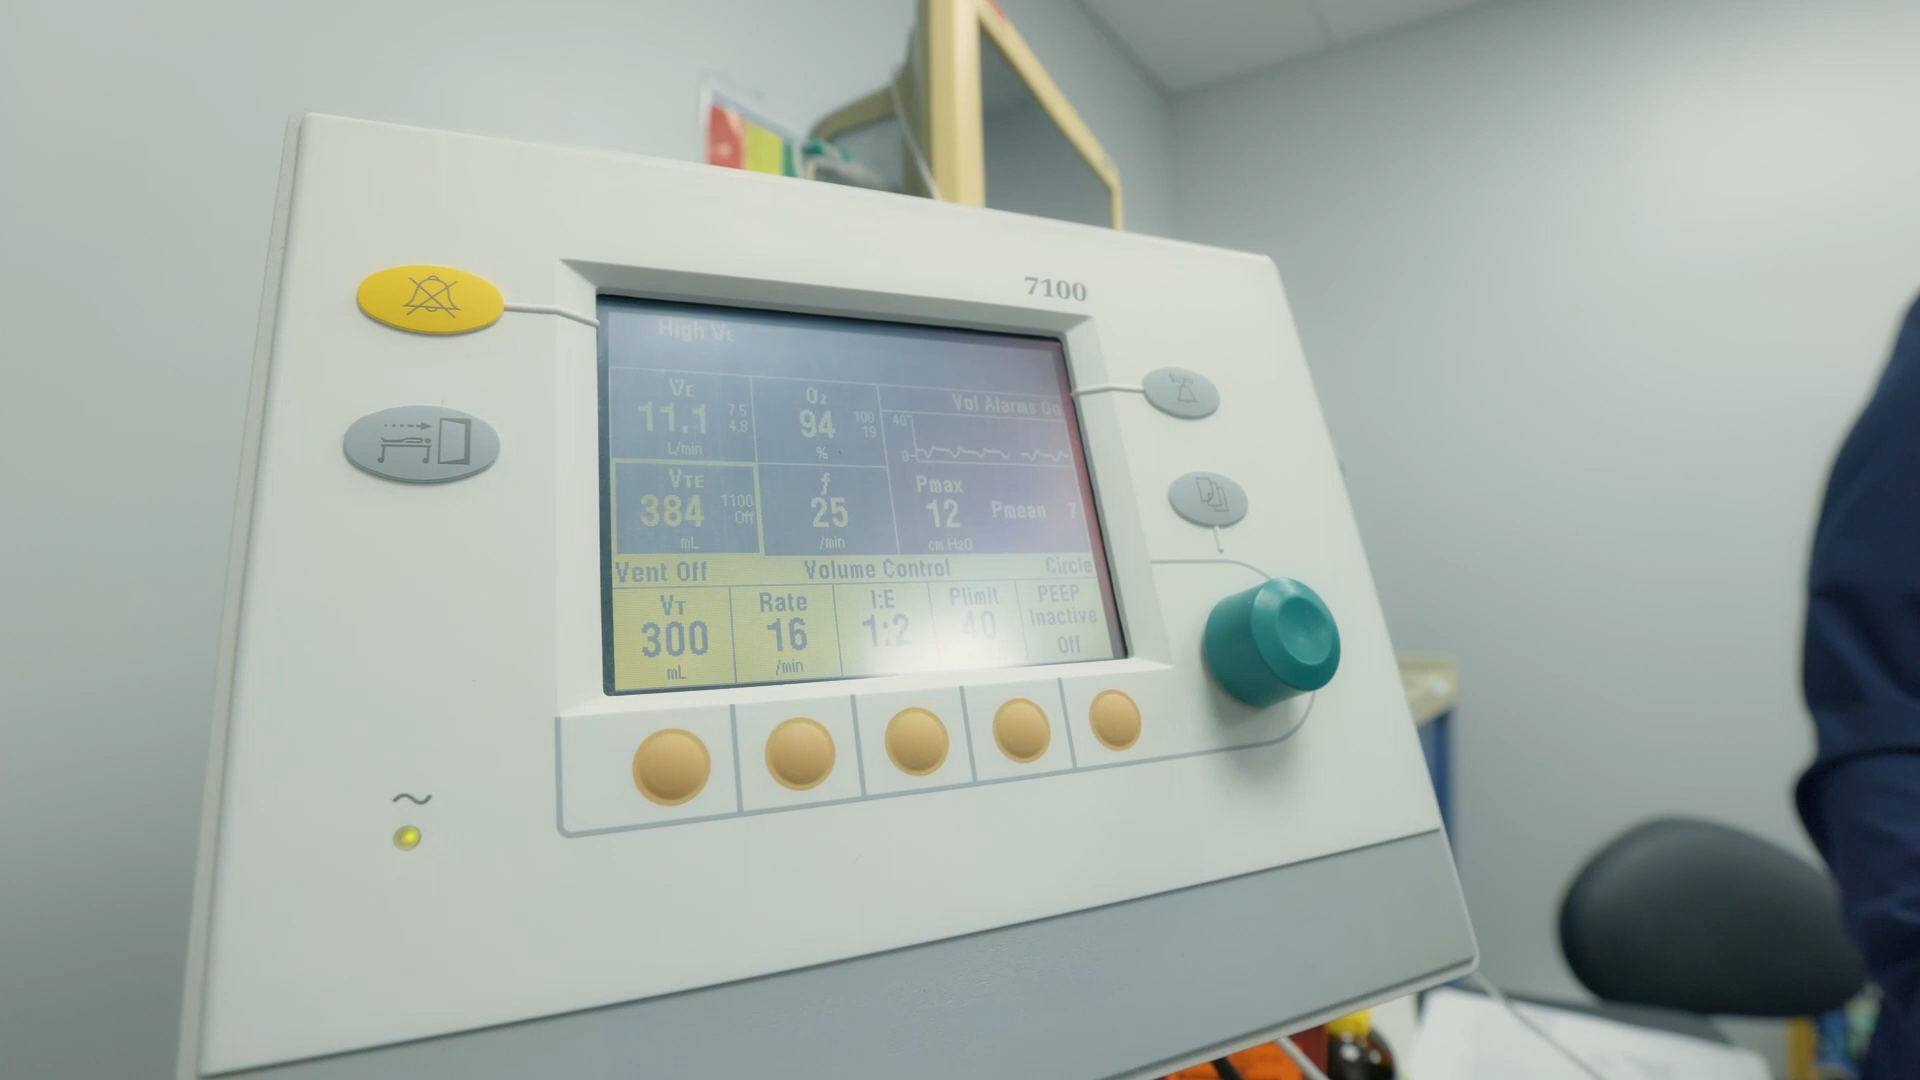 7100
High VE
VE
11.1
7.5
4.8
L/min
O2
94
100
19
%
Vol Alarms On
40
0
VTE
384
1100
Off
mL
f
25
/min
Pmax
12
cm H2O
Pmean 7
Vent Off
Volume Control
Circle
VT
300
mL
Rate
16
/min
I:E
1:2
Plimit
40
PEEP
Inactive
Off